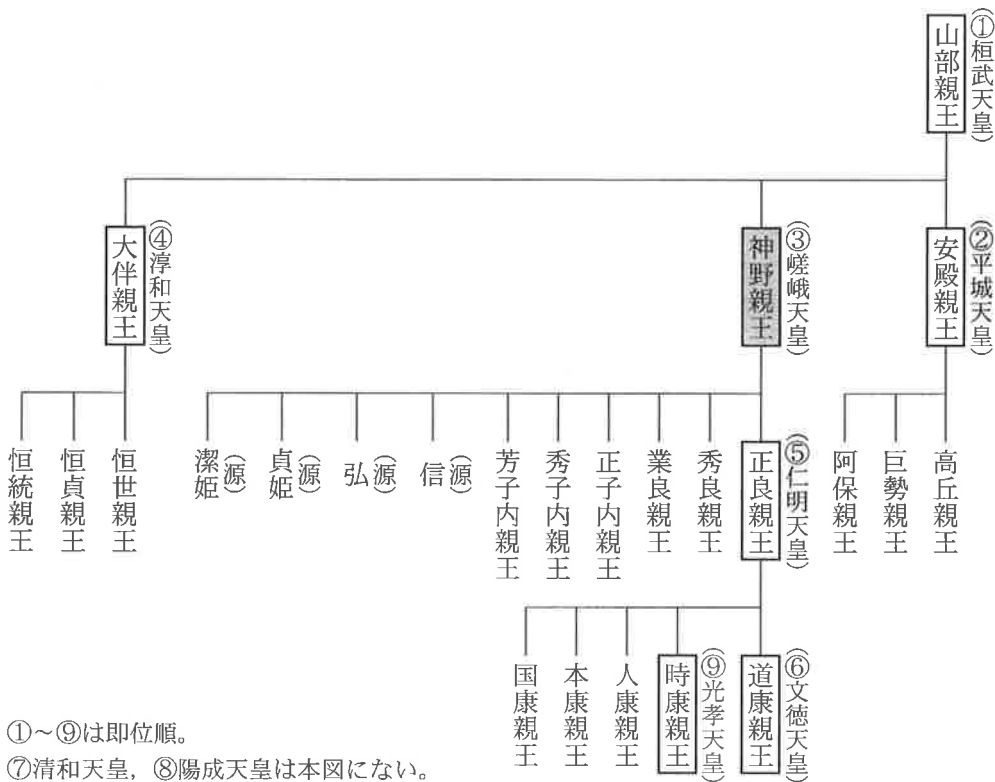 山部親王
(①桓武天皇)
安殿親王
(②平城天皇)
神野親王
(③嵯峨天皇)
大伴親王
(④淳和天皇)
高丘親王
巨勢親王
阿保親王
正良親王
(⑤仁明天皇)
秀良親王
業良親王
正子内親王
秀子内親王
芳子内親王
信(源)
弘(源)
貞姫(源)
潔姫(源)
恒世親王
恒貞親王
恒統親王
道康親王
(⑥文徳天皇)
時康親王
(⑨光孝天皇)
人康親王
本康親王
国康親王
①～⑨は即位順。
⑦清和天皇，⑧陽成天皇は本図にない。